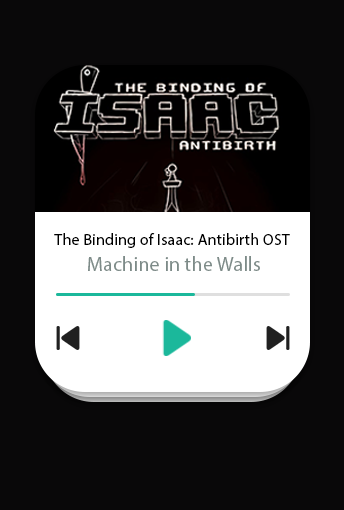 THE BINDING OF
ISAAC
ANTIBIRTH
The Binding of Isaac: Antibirth OST
Machine in the Walls